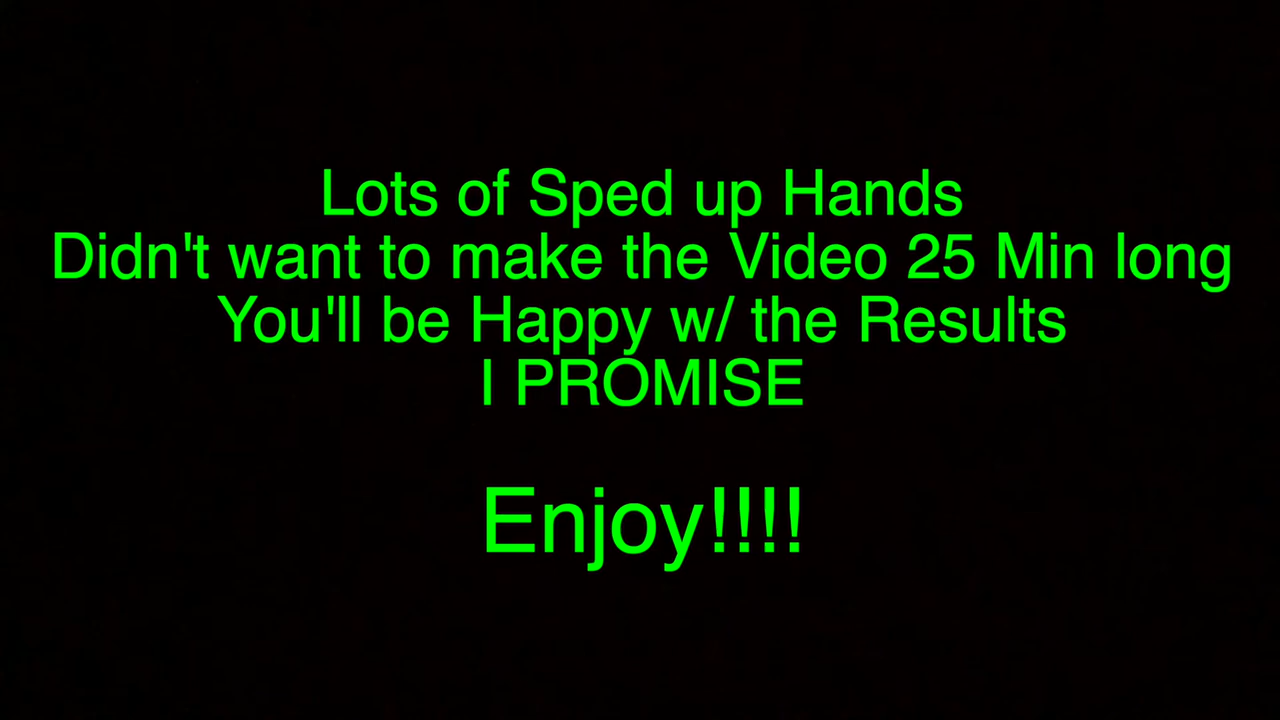 Lots of Sped up Hands
Didn't want to make the Video 25 Min long
You'll be Happy w/ the Results
I PROMISE
Enjoy!!!!